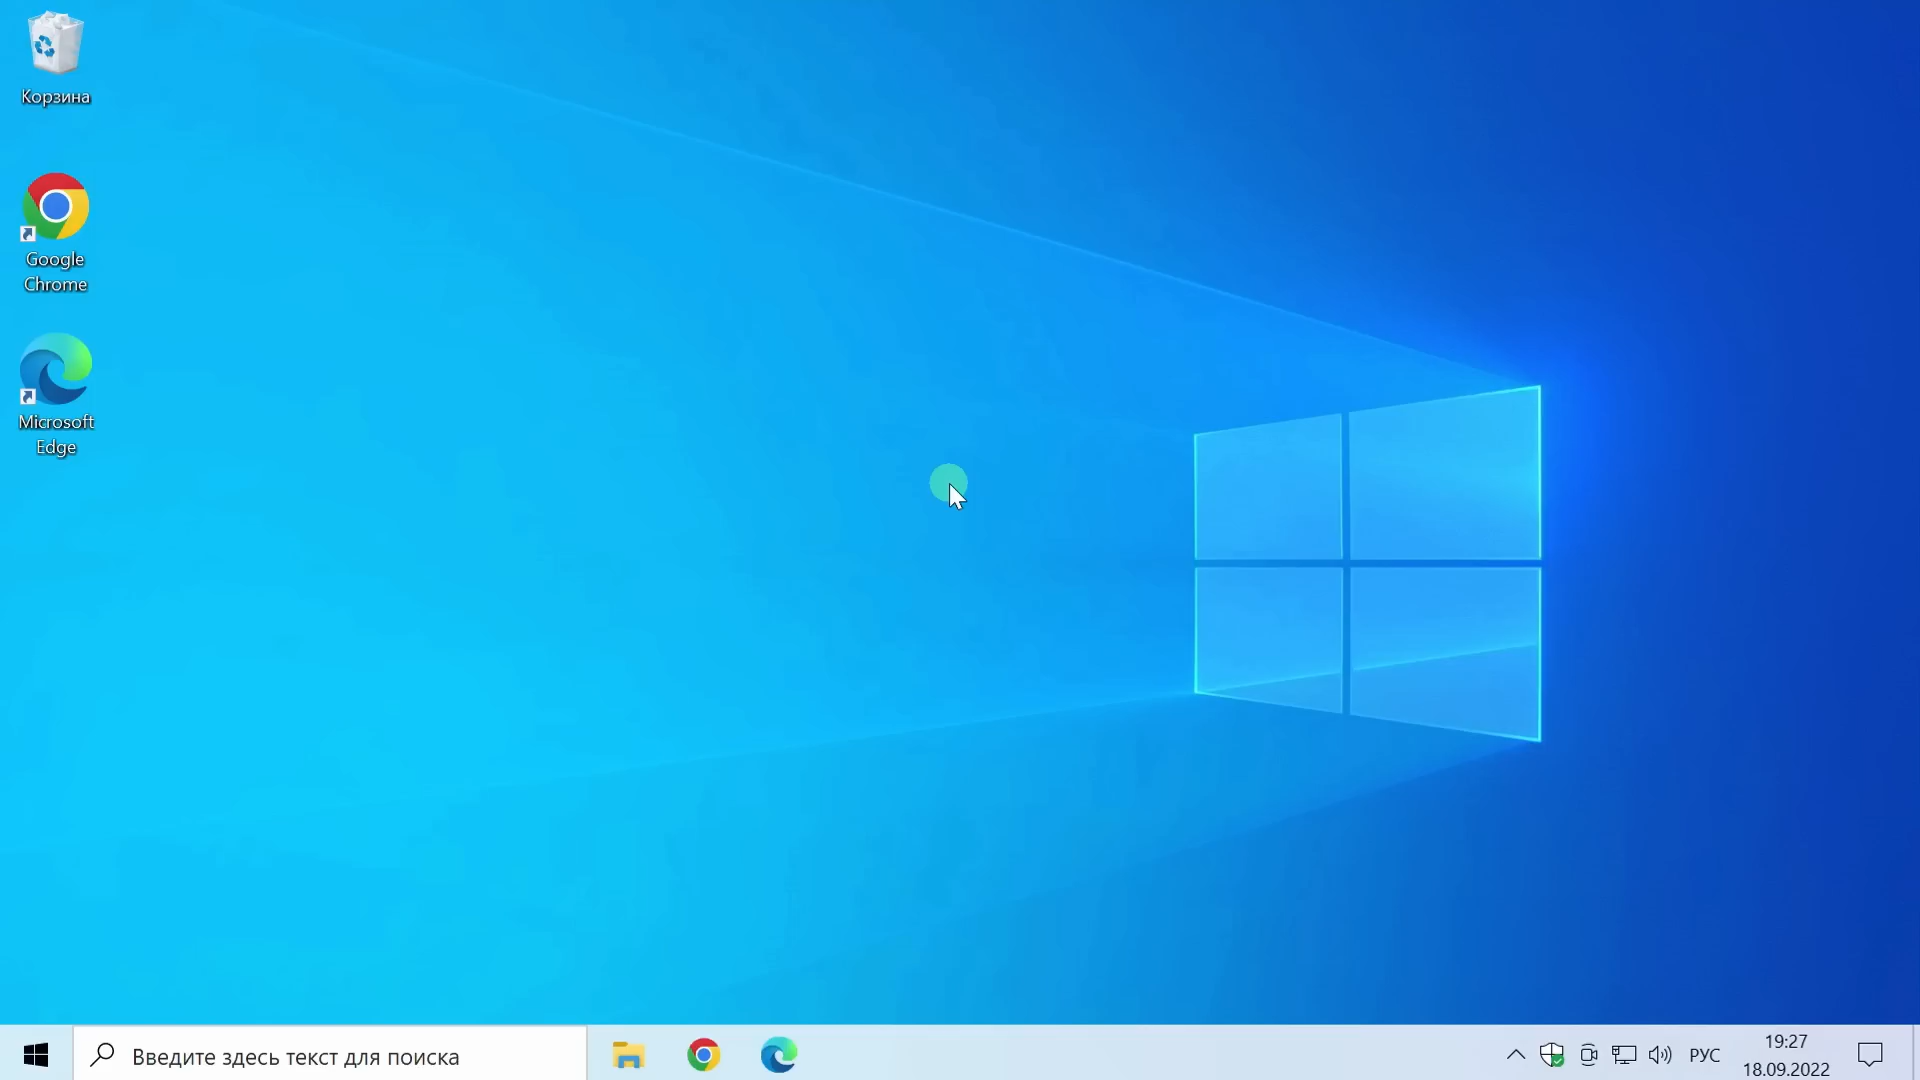 Корзина
Google
Chrome
Microsoft
Edge
Введите здесь текст для поиска
РУС
19:27
18.09.2022